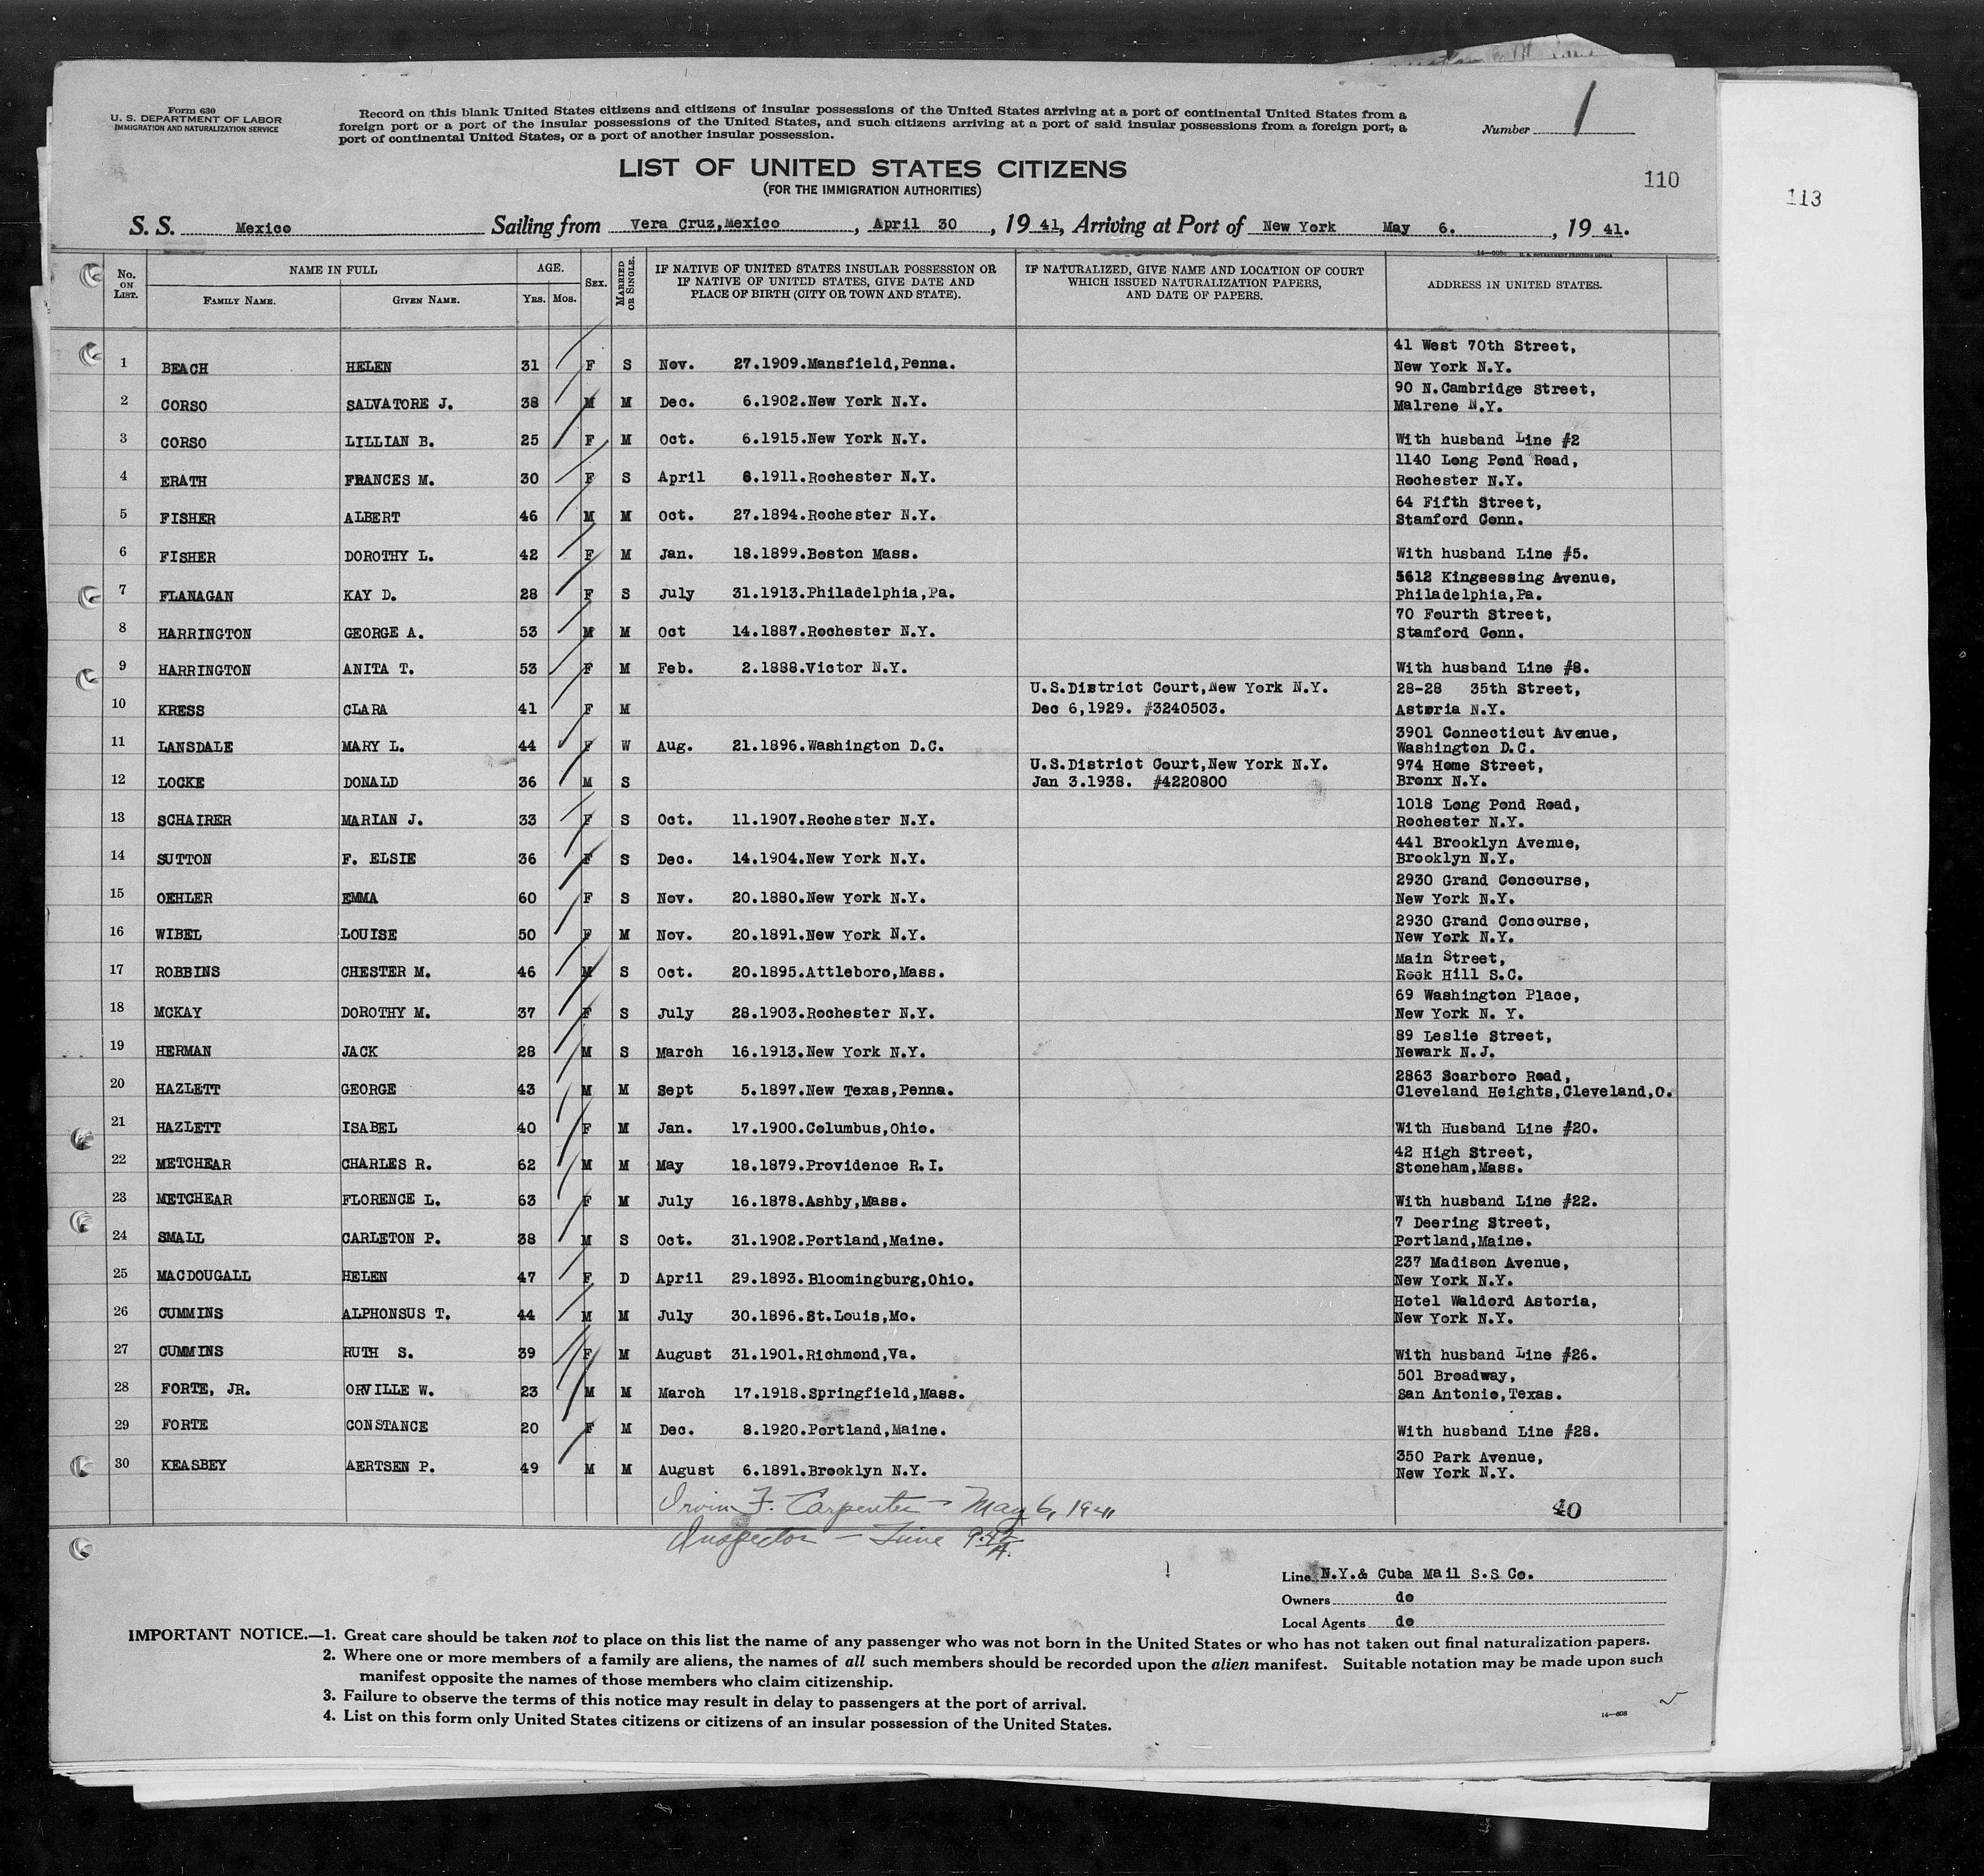 Form 630
U. S. DEPARTMENT OF LABOR
IMMIGRATION AND NATURALIZATION SERVICE
Record on this blank United States citizens and citizens of insular possessions of the United States arriving at a port of continental United States from a
foreign port or a port of the insular possessions of the United States, and such citizens arriving at a port of said insular possessions from a foreign port, a
port of continental United States, or a port of another insular possession.
Number 1
LIST OF UNITED STATES CITIZENS
(FOR THE IMMIGRATION AUTHORITIES)
110
113
S. S. Mexico Sailing from Vera Cruz,Mexico, April 30, 1941, Arriving at Port of New York May 6., 1941.
14—608 U. S. GOVERNMENT PRINTING OFFICE
No. ON LIST. NAME IN FULL FAMILY NAME. GIVEN NAME. AGE. YRS. MOS. SEX. MARRIED OR SINGLE. IF NATIVE OF UNITED STATES INSULAR POSSESSION OR IF NATIVE OF UNITED STATES, GIVE DATE AND PLACE OF BIRTH (CITY OR TOWN AND STATE). IF NATURALIZED, GIVE NAME AND LOCATION OF COURT WHICH ISSUED NATURALIZATION PAPERS, AND DATE OF PAPERS. ADDRESS IN UNITED STATES.
41 West 70th Street,
1 BEACH HELEN 31 F S Nov. 27.1909.Mansfield,Penna. New York N.Y.
90 N.Cambridge Street,
2 CORSO SALVATORE J. 38 M M Dec. 6.1902.New York N.Y. Malrene N.Y.
3 CORSO LILLIAN B. 25 F M Oct. 6.1915.New York N.Y. With husband Line #2
1140 Long Pond Road,
4 ERATH FRANCES M. 30 F S April 6.1911.Rochester N.Y. Rochester N.Y.
64 Fifth Street,
5 FISHER ALBERT 46 M M Oct. 27.1894.Rochester N.Y. Stamford Conn.
6 FISHER DOROTHY L. 42 F M Jan. 18.1899.Boston Mass. With husband Line #5.
5612 Kingsessing Avenue,
7 FLANAGAN KAY D. 28 F S July 31.1913.Philadelphia,Pa. Philadelphia,Pa.
70 Fourth Street,
8 HARRINGTON GEORGE A. 53 M M Oct 14.1887.Rochester N.Y. Stamford Conn.
9 HARRINGTON ANITA T. 53 F M Feb. 2.1888.Victor N.Y. With husband Line #8.
U.S.District Court,New York N.Y. 28-28 35th Street,
10 KRESS CLARA 41 F M Dec 6,1929. #3240503. Astoria N.Y.
3901 Connecticut Avenue,
11 LANSDALE MARY L. 44 F W Aug. 21.1896.Washington D.C. Washington D.C.
U.S.District Court,New York N.Y. 974 Home Street,
12 LOCKE DONALD 36 M S Jan 3.1938. #4220800 Bronx N.Y.
1018 Long Pond Road,
13 SCHAIRER MARIAN J. 33 F S Oct. 11.1907.Rochester N.Y. Rochester N.Y.
441 Brooklyn Avenue,
14 SUTTON F. ELSIE 36 F S Dec. 14.1904.New York N.Y. Brooklyn N.Y.
2930 Grand Concourse,
15 OEHLER EMMA 60 F S Nov. 20.1880.New York N.Y. New York N.Y.
2930 Grand Concourse,
16 WIBEL LOUISE 50 F M Nov. 20.1891.New York N.Y. New York N.Y.
Main Street,
17 ROBBINS CHESTER M. 46 M S Oct. 20.1895.Attleboro,Mass. Rock Hill S.C.
69 Washington Place,
18 MCKAY DOROTHY M. 37 F S July 28.1903.Rochester N.Y. New York N. Y.
89 Leslie Street,
19 HERMAN JACK 28 M S March 16.1913.New York N.Y. Newark N.J.
2863 Scarboro Road,
20 HAZLETT GEORGE 43 M M Sept 5.1897.New Texas,Penna. Cleveland Heights,Cleveland,O.
21 HAZLETT ISABEL 40 F M Jan. 17.1900.Columbus,Ohio. With Husband Line #20.
42 High Street,
22 METCHEAR CHARLES R. 62 M M May 18.1879.Providence R.I. Stoneham,Mass.
23 METCHEAR FLORENCE L. 63 F M July 16.1878.Ashby,Mass. With husband Line #22.
7 Deering Street,
24 SMALL CARLETON P. 38 M S Oct. 31.1902.Portland,Maine. Portland,Maine.
237 Madison Avenue,
25 MACDOUGALL HELEN 47 F D April 29.1893.Bloomingburg,Ohio. New York N.Y.
Hotel Waldord Astoria,
26 CUMMINS ALPHONSUS T. 44 M M July 30.1896.St.Louis,Mo. New York N.Y.
27 CUMMINS RUTH S. 39 F M August 31.1901.Richmond,Va. With husband Line #26.
501 Broadway,
28 FORTE, JR. ORVILLE W. 23 M M March 17.1918.Springfield,Mass. San Antonio,Texas.
29 FORTE CONSTANCE 20 F M Dec. 8.1920.Portland,Maine. With husband Line #28.
350 Park Avenue,
30 KEASBEY AERTSEN P. 49 M M August 6.1891.Brooklyn N.Y. New York N.Y.
Irvin F. Carpenter - May 6, 1941 40
Inspector - Time 9.42 A.
Line N.Y.& Cuba Mail S.S Co.
Owners do
Local Agents do
IMPORTANT NOTICE.—1. Great care should be taken not to place on this list the name of any passenger who was not born in the United States or who has not taken out final naturalization papers.
2. Where one or more members of a family are aliens, the names of all such members should be recorded upon the alien manifest. Suitable notation may be made upon such
manifest opposite the names of those members who claim citizenship.
3. Failure to observe the terms of this notice may result in delay to passengers at the port of arrival.
4. List on this form only United States citizens or citizens of an insular possession of the United States.
14—608